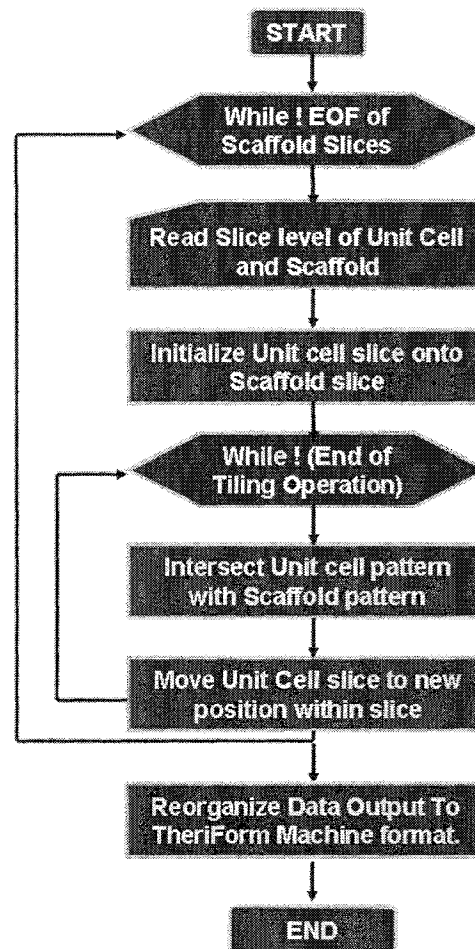 START
While ! EOF of
Scaffold Slices
Read Slice level of Unit Cell
and Scaffold
Initialize Unit cell slice onto
Scaffold slice
While ! (End of
Tiling Operation)
Intersect Unit cell pattern
with Scaffold pattern
Move Unit Cell slice to new
position within slice
Reorganize Data Output To
TheriForm Machine format.
END